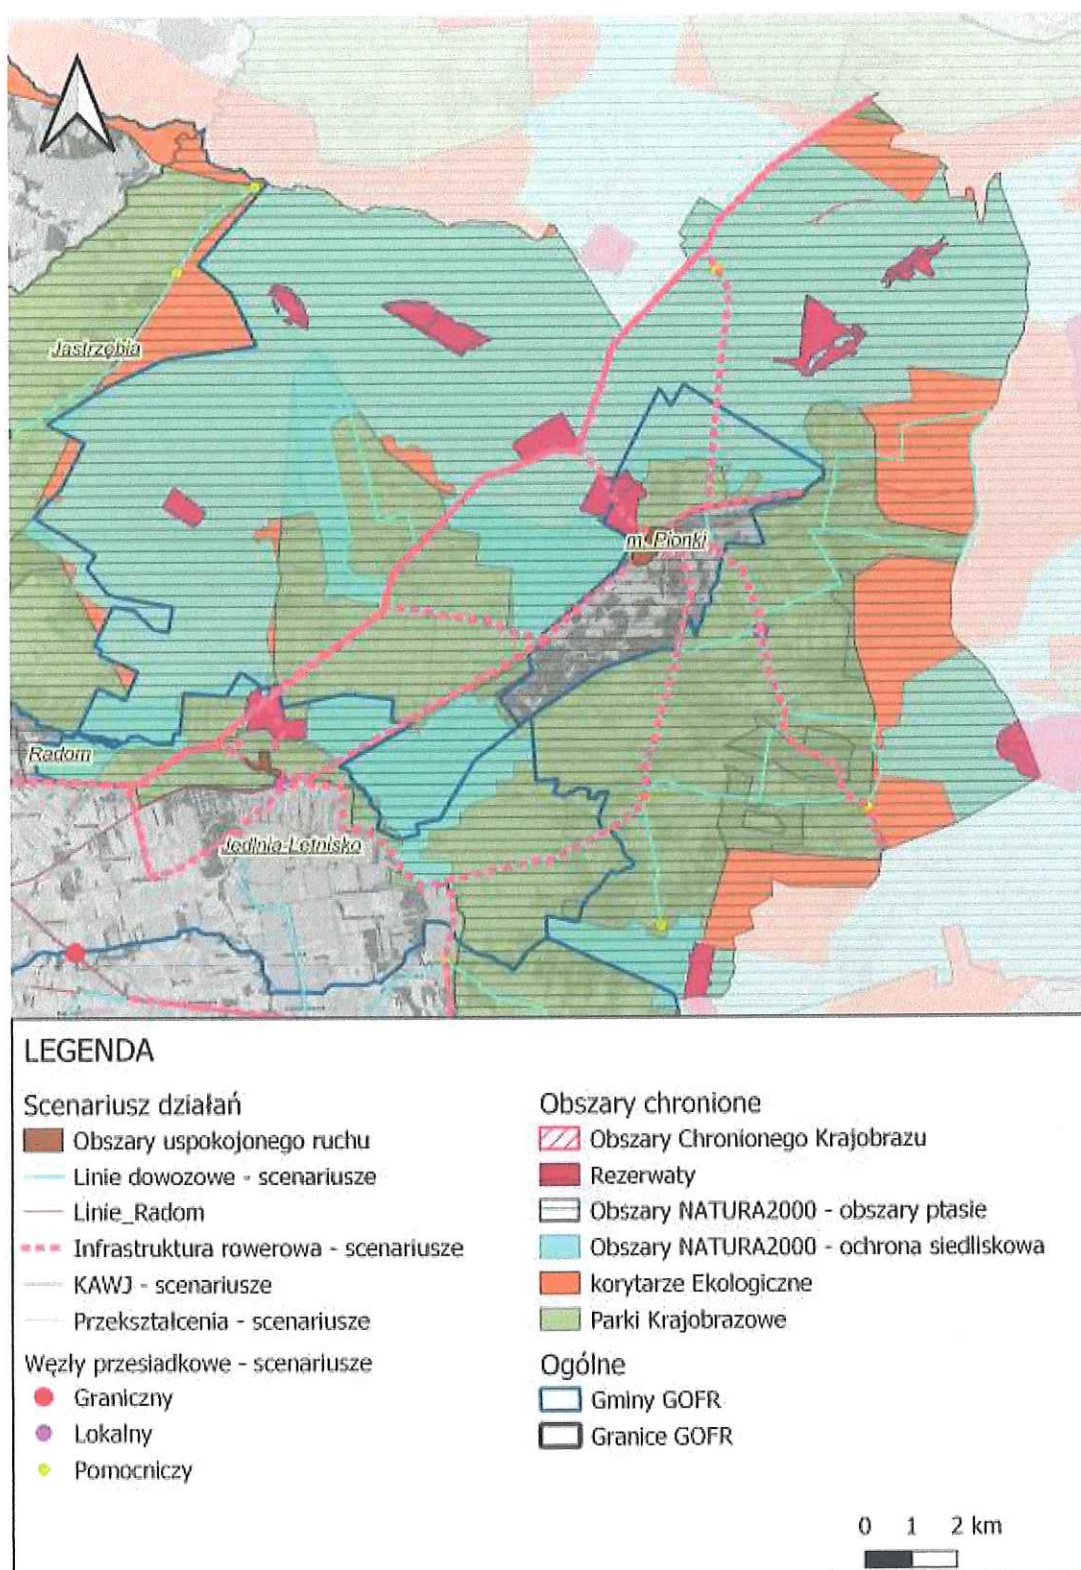 Jastrzębia
m. Pionki
Radom
Jedlnia-Letnisko
LEGENDA
Scenariusz działań
Obszary uspokojonego ruchu
Linie dowozowe - scenariusze
Linie_Radom
Infrastruktura rowerowa - scenariusze
KAWJ - scenariusze
Przekształcenia - scenariusze
Węzły przesiadkowe - scenariusze
Graniczny
Lokalny
Pomocniczy
Obszary chronione
Obszary Chronionego Krajobrazu
Rezerwaty
Obszary NATURA2000 - obszary ptasie
Obszary NATURA2000 - ochrona siedliskowa
korytarze Ekologiczne
Parki Krajobrazowe
Ogólne
Gminy GOFR
Granice GOFR
0 1 2 km